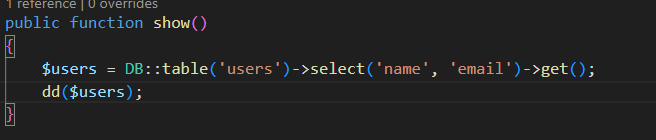 1 reference | 0 overrides
public function show()
{
$users = DB::table('users')->select('name', 'email')->get();
dd($users);
}